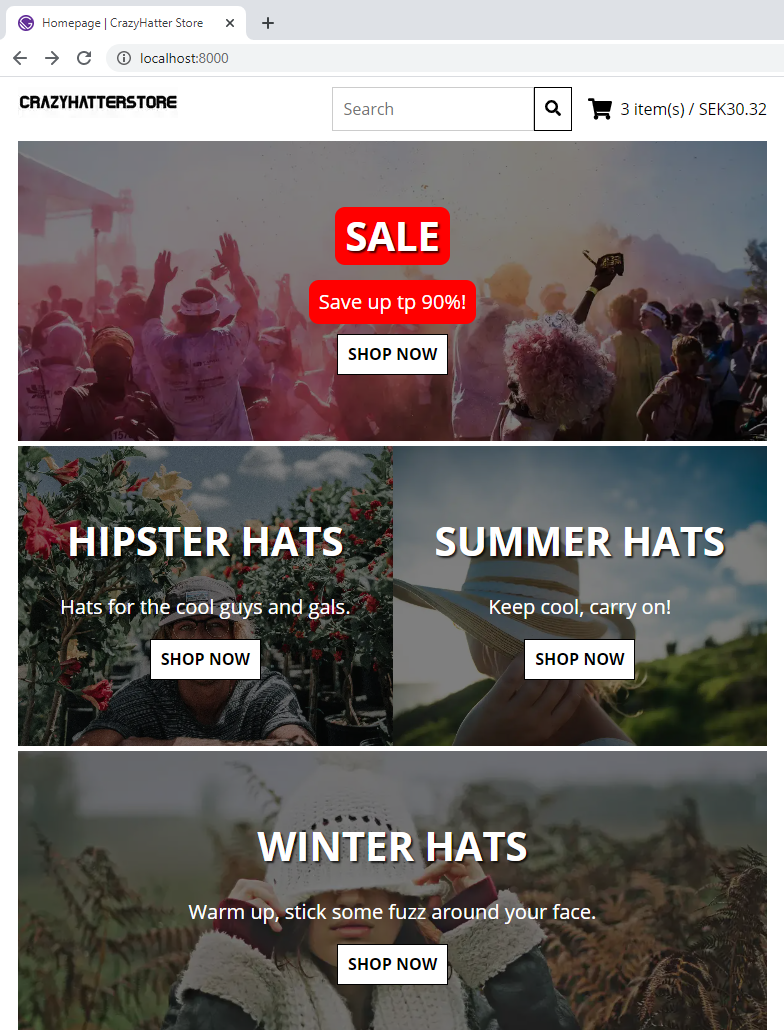 Homepage | CrazyHatter Store
localhost:8000
CRAZYHATTERSTORE
Search
3 item(s) / SEK30.32
SALE
Save up tp 90%!
SHOP NOW
HIPSTER HATS
Hats for the cool guys and gals.
SHOP NOW
SUMMER HATS
Keep cool, carry on!
SHOP NOW
WINTER HATS
Warm up, stick some fuzz around your face.
SHOP NOW